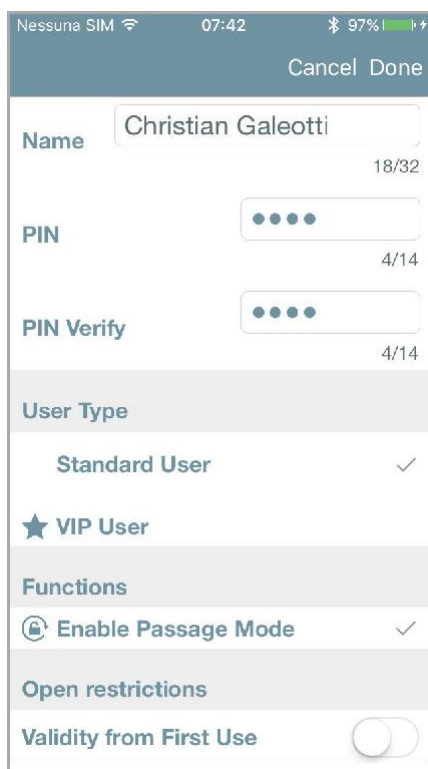 Nessuna SIM 07:42 97%
Cancel Done
Name Christian Galeotti
18/32
PIN ••••
4/14
PIN Verify ••••
4/14
User Type
Standard User
VIP User
Functions
Enable Passage Mode
Open restrictions
Validity from First Use